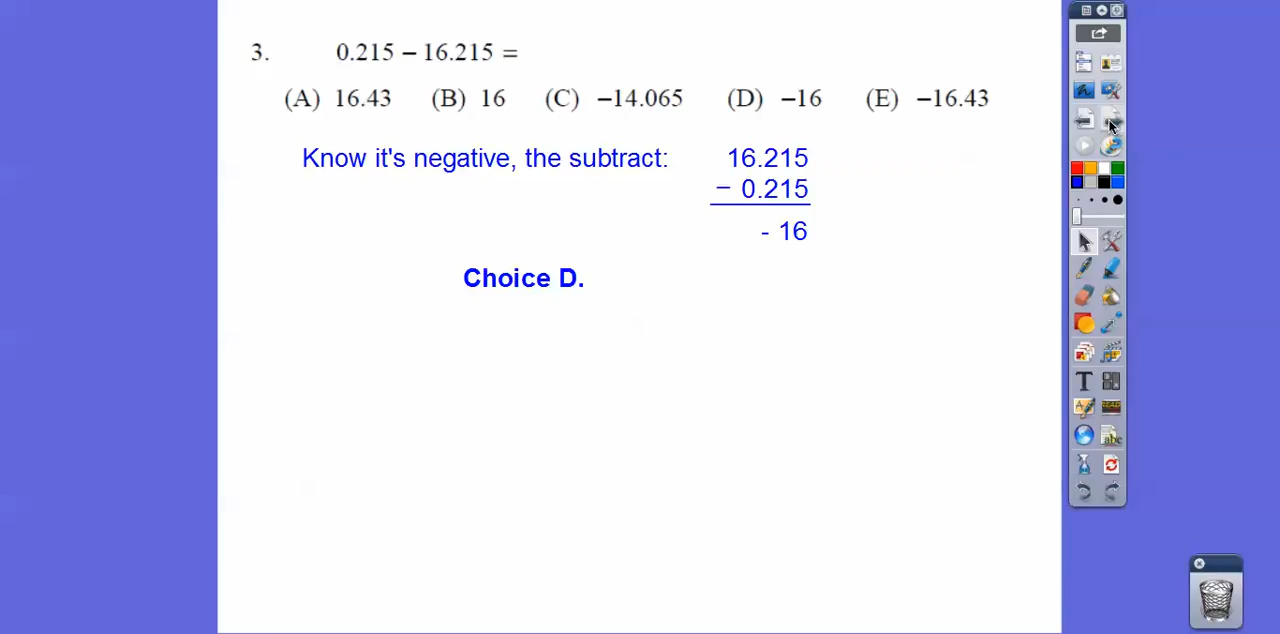 3. 0.215 − 16.215 =
(A) 16.43 (B) 16 (C) −14.065 (D) −16 (E) −16.43
Know it's negative, the subtract: 16.215
− 0.215
- 16
Choice D.